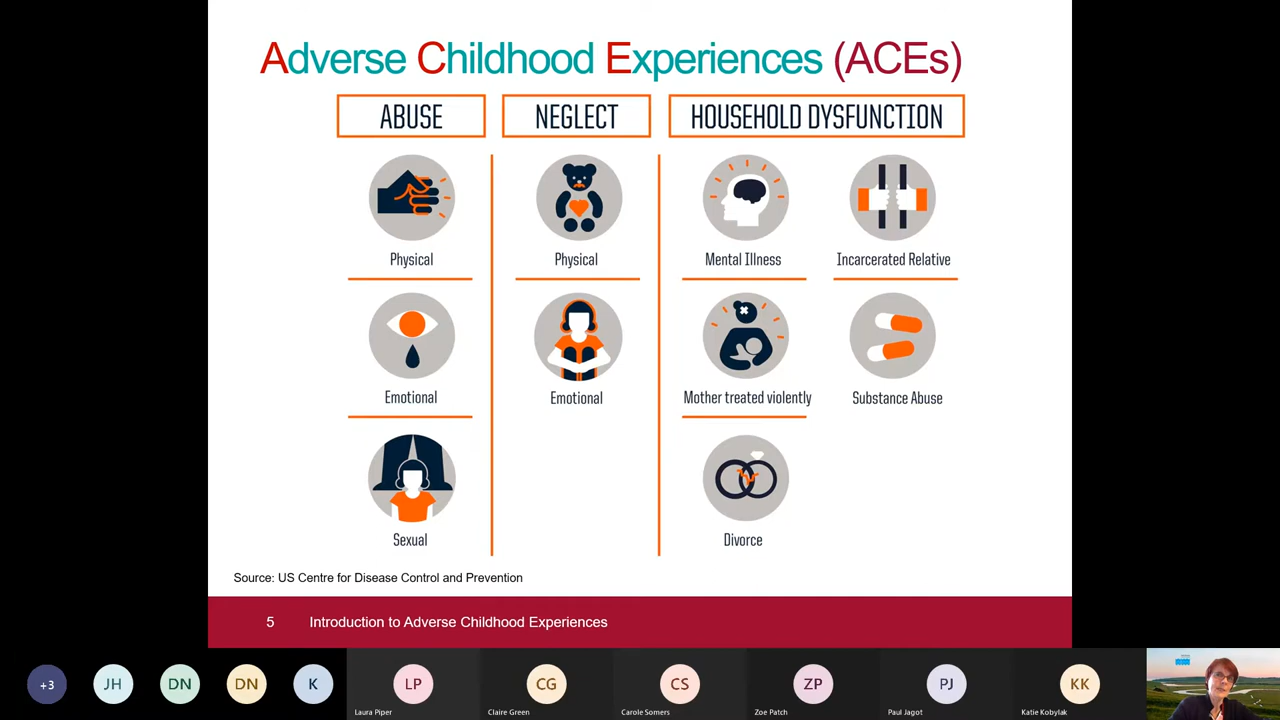 Adverse Childhood Experiences (ACEs)
ABUSE
NEGLECT
HOUSEHOLD DYSFUNCTION
Physical
Physical
Mental Illness
Incarcerated Relative
Emotional
Emotional
Mother treated violently
Substance Abuse
Sexual
Divorce
Source: US Centre for Disease Control and Prevention
5 Introduction to Adverse Childhood Experiences
+3
JH
DN
DN
K
LP
CG
CS
ZP
PJ
KK
Laura Piper
Claire Green
Carole Somers
Zoe Patch
Paul Jagot
Katie Kobylak